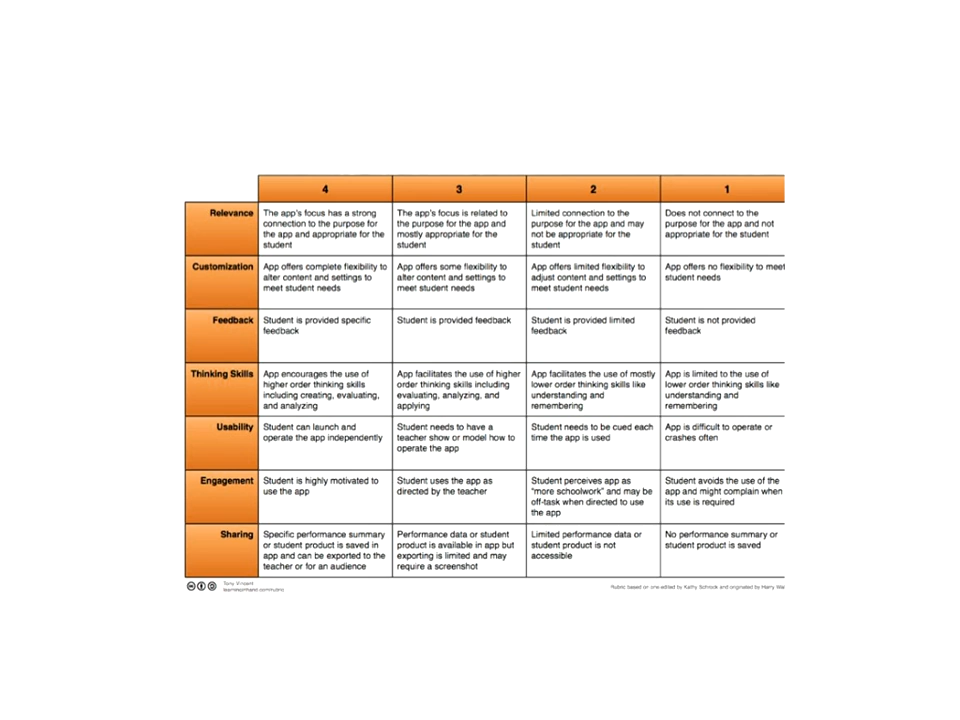 4 3 2 1
Relevance
The app's focus has a strong
connection to the purpose for
the app and appropriate for the
student
The app's focus is related to
the purpose for the app and
mostly appropriate for the
student
Limited connection to the
purpose for the app and may
not be appropriate for the
student
Does not connect to the
purpose for the app and not
appropriate for the student
Customization
App offers complete flexibility to
alter content and settings to
meet student needs
App offers some flexibility to
alter content and settings to
meet student needs
App offers limited flexibility to
adjust content and settings to
meet student needs
App offers no flexibility to meet
student needs
Feedback
Student is provided specific
feedback
Student is provided feedback
Student is provided limited
feedback
Student is not provided
feedback
Thinking Skills
App encourages the use of
higher order thinking skills
including creating, evaluating,
and analyzing
App facilitates the use of higher
order thinking skills including
evaluating, analyzing, and
applying
App facilitates the use of mostly
lower order thinking skills like
understanding and
remembering
App is limited to the use of
lower order thinking skills like
understanding and
remembering
Usability
Student can launch and
operate the app independently
Student needs to have a
teacher show or model how to
operate the app
Student needs to be cued each
time the app is used
App is difficult to operate or
crashes often
Engagement
Student is highly motivated to
use the app
Student uses the app as
directed by the teacher
Student perceives app as
"more schoolwork" and may be
off-task when directed to use
the app
Student avoids the use of the
app and might complain when
its use is required
Sharing
Specific performance summary
or student product is saved in
app and can be exported to the
teacher or for an audience
Performance data or student
product is available in app but
exporting is limited and may
require a screenshot
Limited performance data or
student product is not
accessible
No performance summary or
student product is saved
Tony Vincent
Rubric based on one edited by Kathy Schrock and originated by Harry